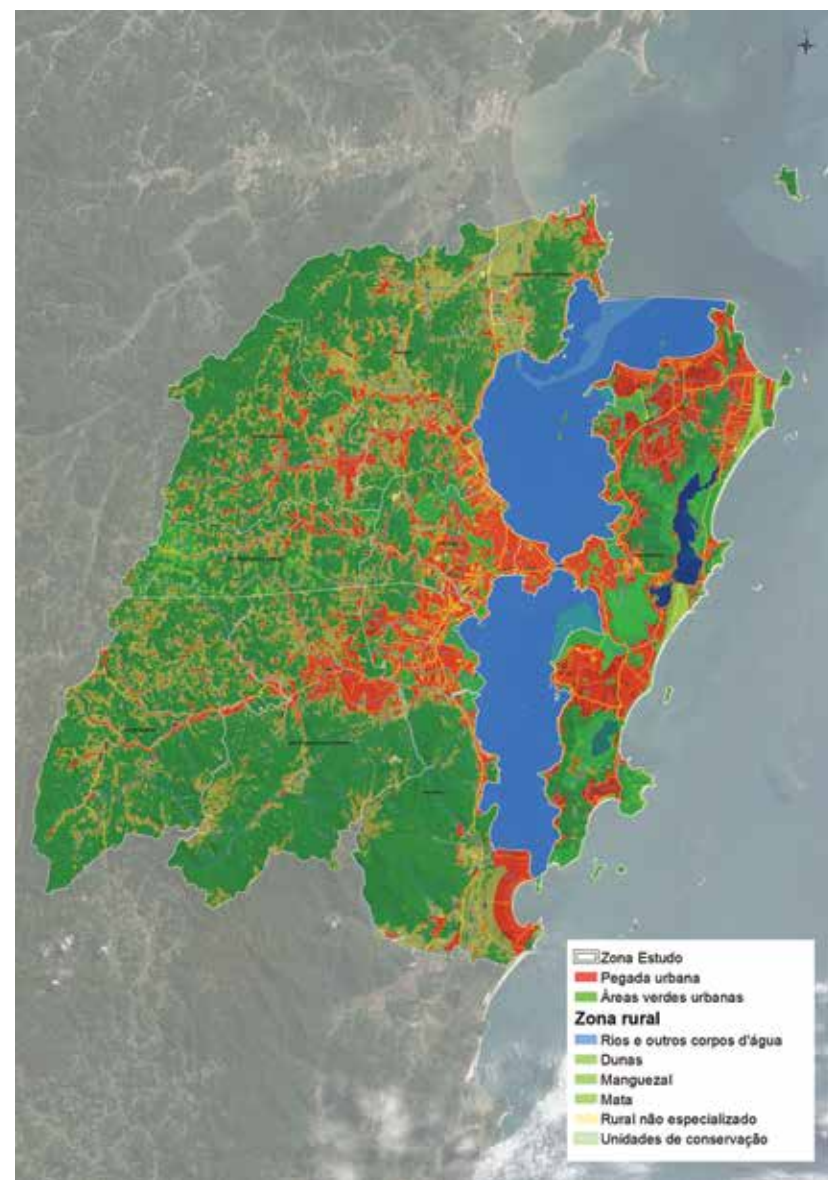 Zona Estudo
Pegada urbana
Áreas verdes urbanas
Zona rural
Rios e outros corpos d'água
Dunas
Manguezal
Mata
Rural não especializado
Unidades de conservação